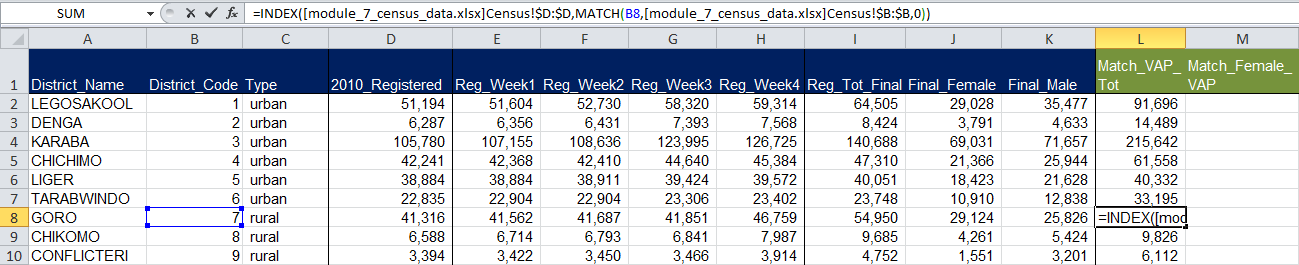 SUM fx =INDEX([module_7_census_data.xlsx]Census!$D:$D,MATCH(B8,[module_7_census_data.xlsx]Census!$B:$B,0))
A B C D E F G H I J K L M
1 District_Name District_Code Type 2010_Registered Reg_Week1 Reg_Week2 Reg_Week3 Reg_Week4 Reg_Tot_Final Final_Female Final_Male Match_VAP_Tot Match_Female_VAP
2 LEGOSAKOOL 1 urban 51,194 51,604 52,730 58,320 59,314 64,505 29,028 35,477 91,696
3 DENGA 2 urban 6,287 6,356 6,431 7,393 7,568 8,424 3,791 4,633 14,489
4 KARABA 3 urban 105,780 107,155 108,636 123,995 126,725 140,688 69,031 71,657 215,642
5 CHICHIMO 4 urban 42,241 42,368 42,410 44,640 45,384 47,310 21,366 25,944 61,558
6 LIGER 5 urban 38,884 38,884 38,911 39,424 39,572 40,051 18,423 21,628 40,332
7 TARABWINDO 6 urban 22,835 22,904 22,904 23,306 23,402 23,748 10,910 12,838 33,195
8 GORO 7 rural 41,316 41,562 41,687 41,851 46,759 54,950 29,124 25,826 =INDEX([mod
9 CHIKOMO 8 rural 6,588 6,714 6,793 6,841 7,987 9,685 4,261 5,424 9,826
10 CONFLICTERI 9 rural 3,394 3,422 3,450 3,466 3,914 4,752 1,551 3,201 6,112